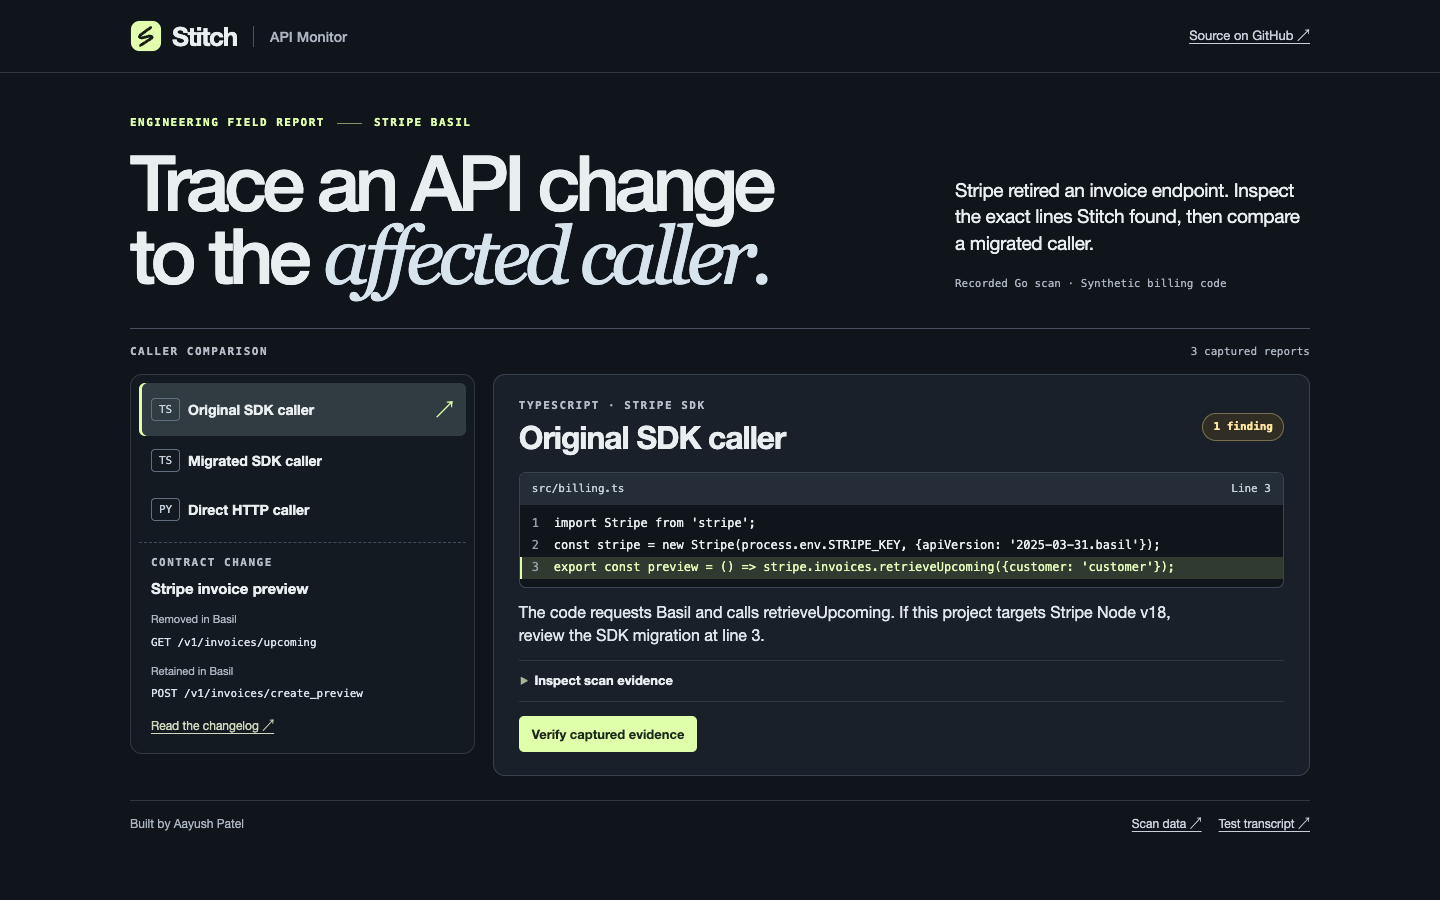 Stitch
API Monitor
Source on GitHub ↗
ENGINEERING FIELD REPORT — STRIPE BASIL
Trace an API change
to the affected caller.
Stripe retired an invoice endpoint. Inspect
the exact lines Stitch found, then compare
a migrated caller.
Recorded Go scan · Synthetic billing code
CALLER COMPARISON
3 captured reports
TS Original SDK caller ↗
TS Migrated SDK caller
PY Direct HTTP caller
CONTRACT CHANGE
Stripe invoice preview
Removed in Basil
GET /v1/invoices/upcoming
Retained in Basil
POST /v1/invoices/create_preview
Read the changelog ↗
TYPESCRIPT · STRIPE SDK
Original SDK caller
1 finding
src/billing.ts
Line 3
1 import Stripe from 'stripe';
2 const stripe = new Stripe(process.env.STRIPE_KEY, {apiVersion: '2025-03-31.basil'});
3 export const preview = () => stripe.invoices.retrieveUpcoming({customer: 'customer'});
The code requests Basil and calls retrieveUpcoming. If this project targets Stripe Node v18,
review the SDK migration at line 3.
▶ Inspect scan evidence
Verify captured evidence
Built by Aayush Patel
Scan data ↗
Test transcript ↗